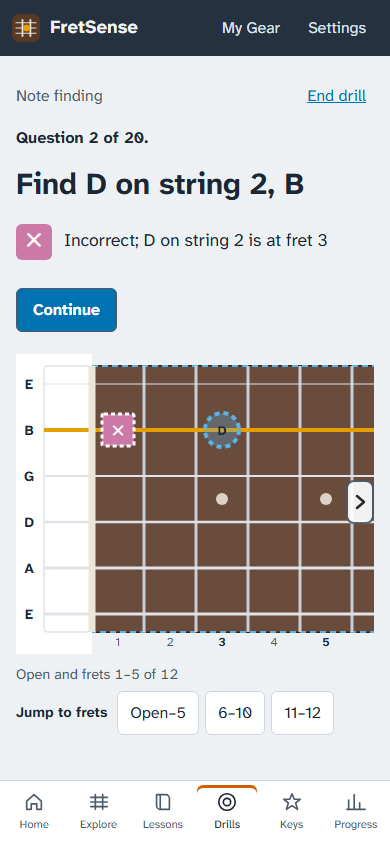 FretSense My Gear Settings
Note finding End drill
Question 2 of 20.
Find D on string 2, B
Incorrect; D on string 2 is at fret 3
Continue
E
B D
G
D
A
E
1 2 3 4 5
Open and frets 1–5 of 12
Jump to frets Open–5 6–10 11–12
Home Explore Lessons Drills Keys Progress